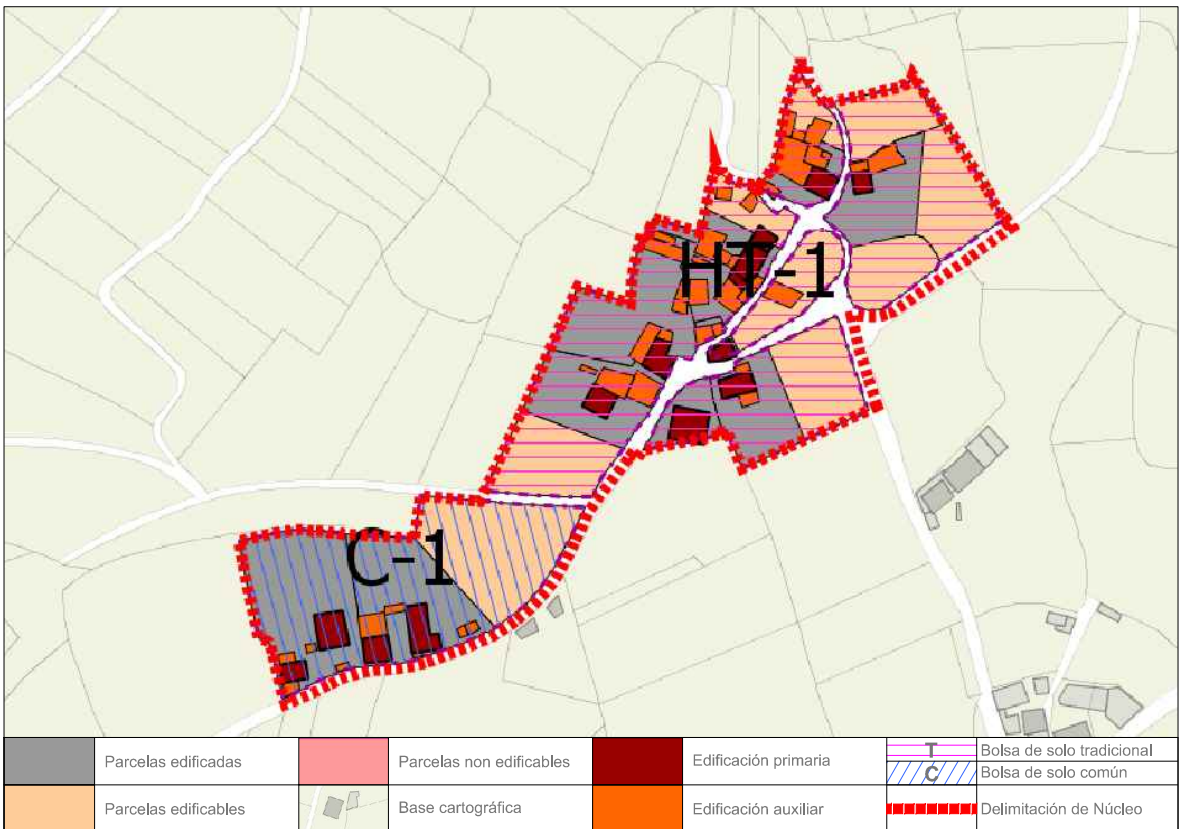 HT-1
C-1
Parcelas edificadas
Parcelas non edificables
Edificación primaria
T
Bolsa de solo tradicional
C
Bolsa de solo común
Parcelas edificables
Base cartográfica
Edificación auxiliar
Delimitación de Núcleo